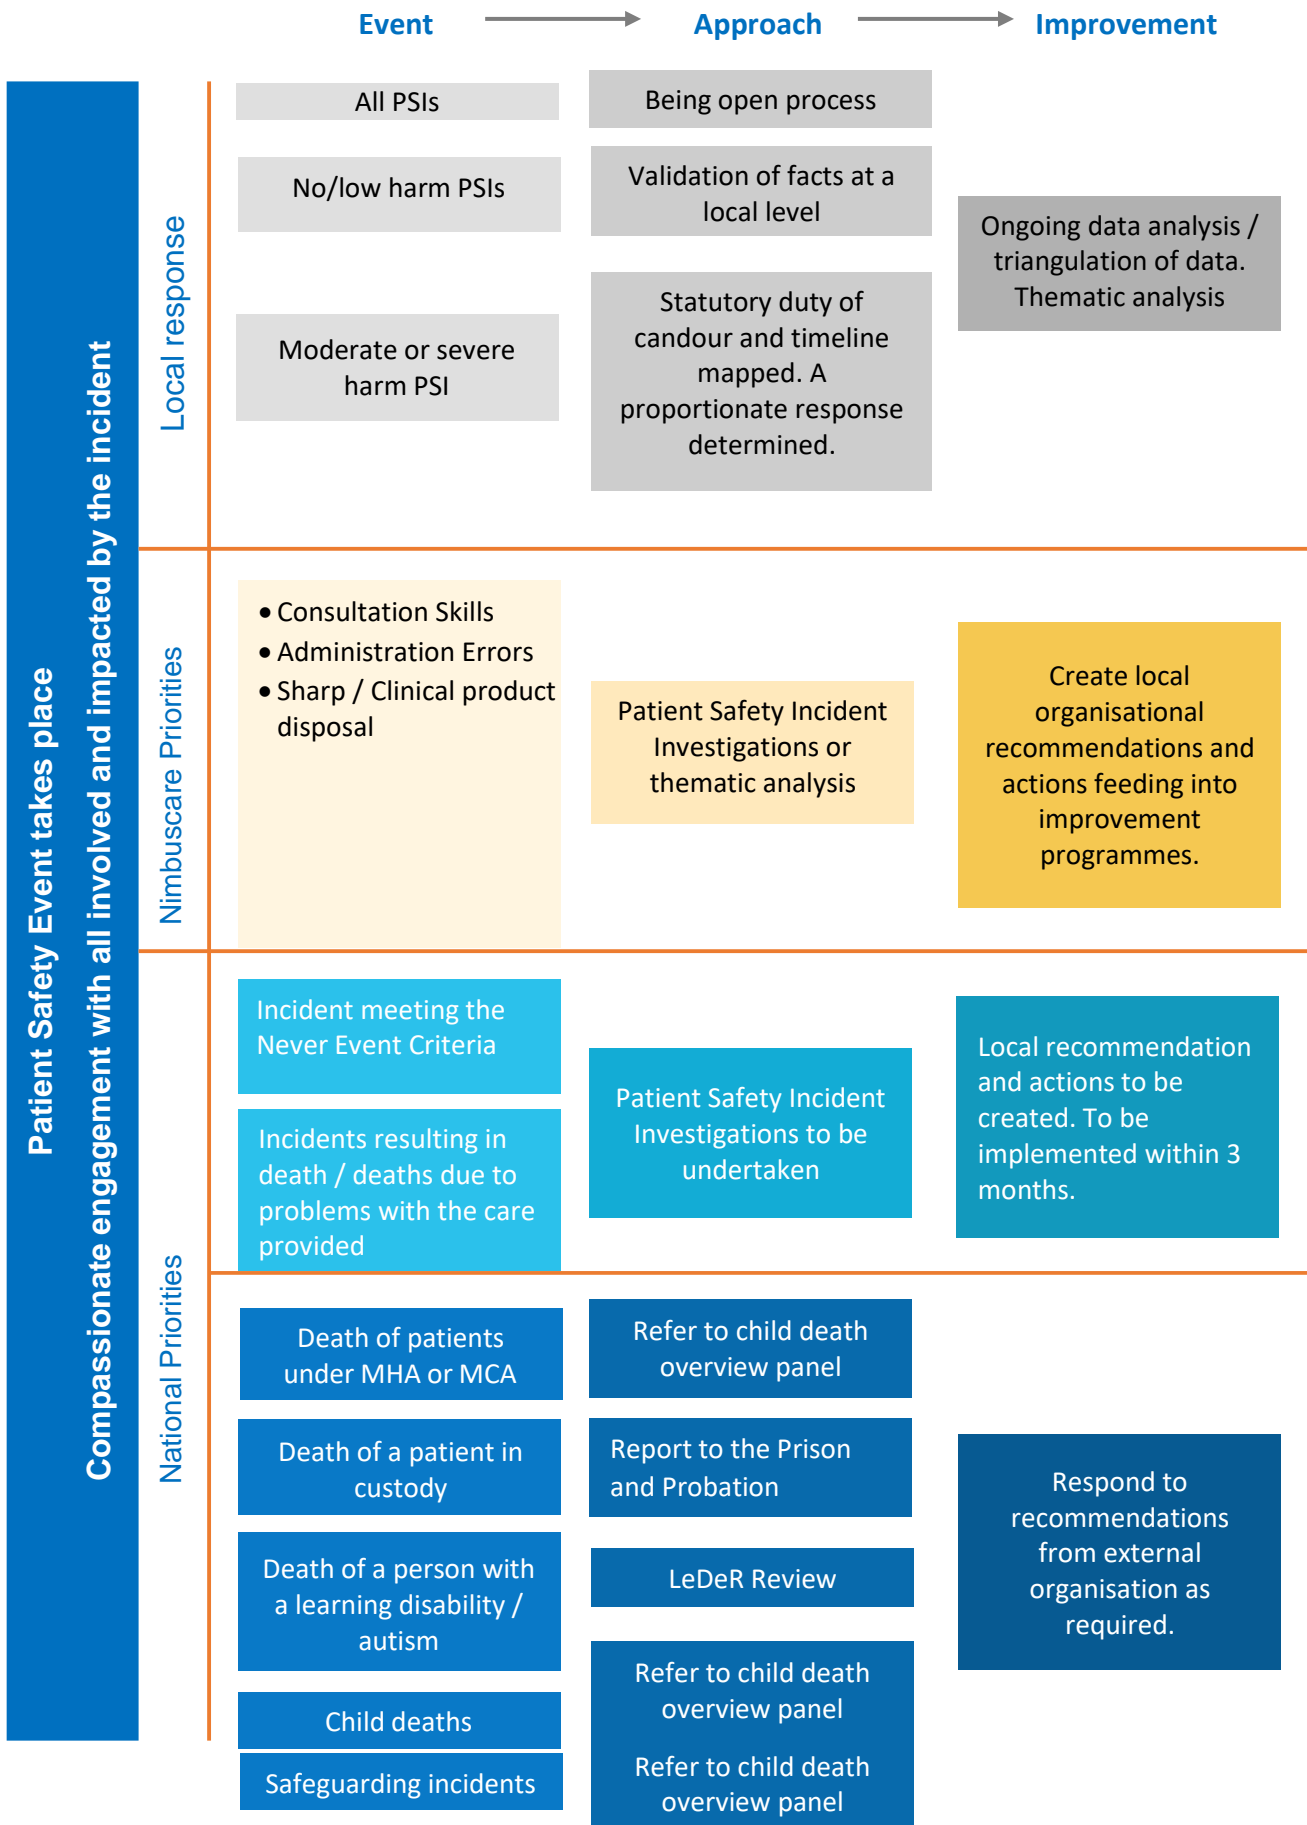 Event
Approach
Improvement
Patient Safety Event takes place
Compassionate engagement with all involved and impacted by the incident
Local response
All PSIs
Being open process
No/low harm PSIs
Validation of facts at a
local level
Moderate or severe
harm PSI
Statutory duty of
candour and timeline
mapped. A
proportionate response
determined.
Ongoing data analysis /
triangulation of data.
Thematic analysis
Nimbuscare Priorities
• Consultation Skills
• Administration Errors
• Sharp / Clinical product
disposal
Patient Safety Incident
Investigations or
thematic analysis
Create local
organisational
recommendations and
actions feeding into
improvement
programmes.
National Priorities
Incident meeting the
Never Event Criteria
Incidents resulting in
death / deaths due to
problems with the care
provided
Patient Safety Incident
Investigations to be
undertaken
Local recommendation
and actions to be
created. To be
implemented within 3
months.
Death of patients
under MHA or MCA
Refer to child death
overview panel
Death of a patient in
custody
Report to the Prison
and Probation
Death of a person with
a learning disability /
autism
LeDeR Review
Child deaths
Refer to child death
overview panel
Safeguarding incidents
Refer to child death
overview panel
Respond to
recommendations
from external
organisation as
required.